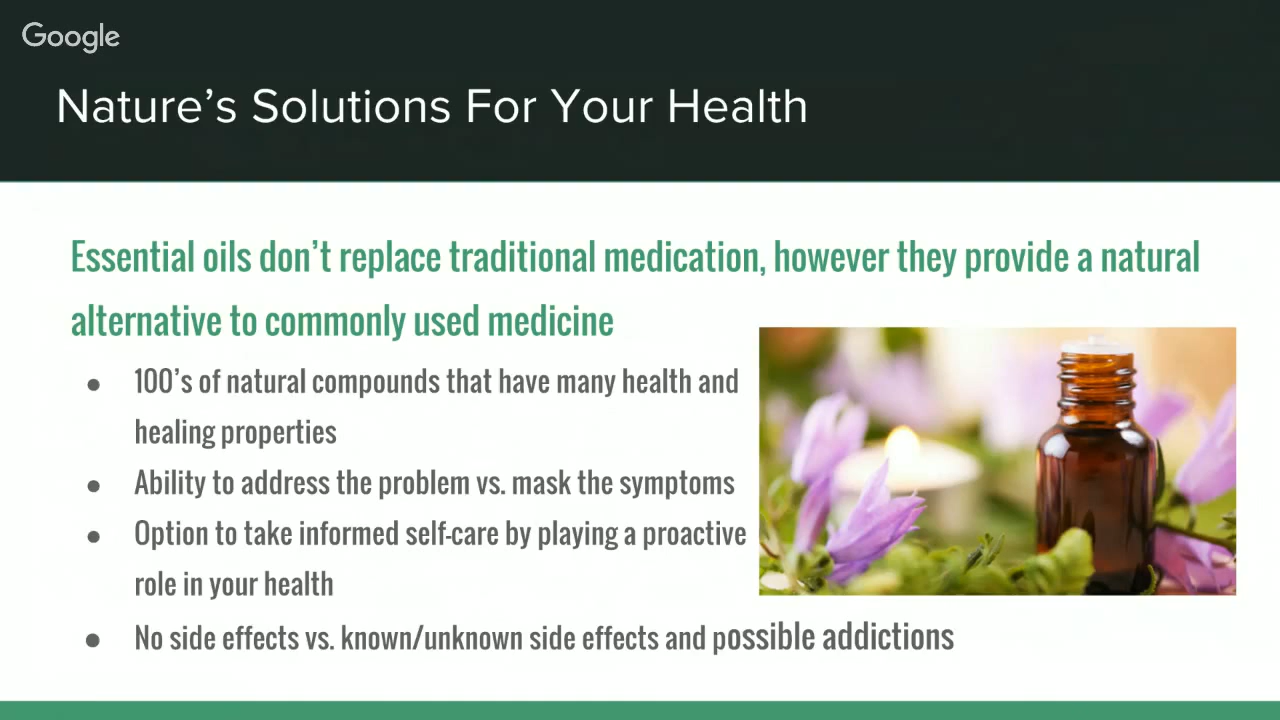 Google
Nature’s Solutions For Your Health
Essential oils don’t replace traditional medication, however they provide a natural
alternative to commonly used medicine
● 100’s of natural compounds that have many health and
healing properties
● Ability to address the problem vs. mask the symptoms
● Option to take informed self-care by playing a proactive
role in your health
● No side effects vs. known/unknown side effects and possible addictions